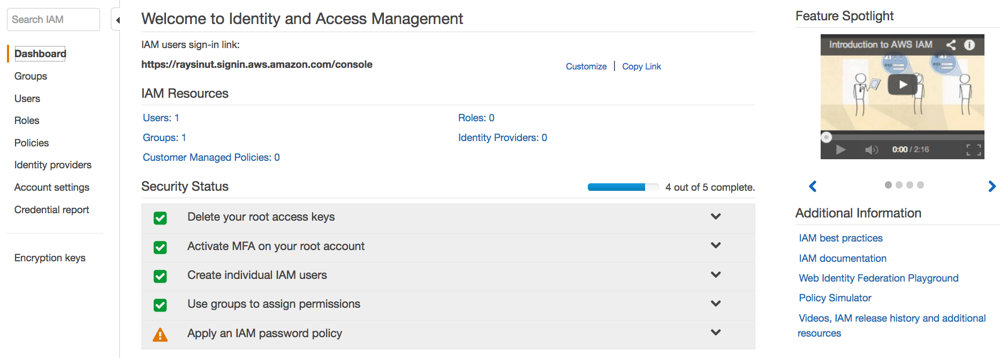 Search IAM
Dashboard
Groups
Users
Roles
Policies
Identity providers
Account settings
Credential report
Encryption keys
Welcome to Identity and Access Management
IAM users sign-in link:
https://raysinut.signin.aws.amazon.com/console
Customize | Copy Link
IAM Resources
Users: 1
Roles: 0
Groups: 1
Identity Providers: 0
Customer Managed Policies: 0
Security Status
4 out of 5 complete.
Delete your root access keys
Activate MFA on your root account
Create individual IAM users
Use groups to assign permissions
Apply an IAM password policy
Feature Spotlight
Introduction to AWS IAM
0:00 / 2:16
Additional Information
IAM best practices
IAM documentation
Web Identity Federation Playground
Policy Simulator
Videos, IAM release history and additional
resources